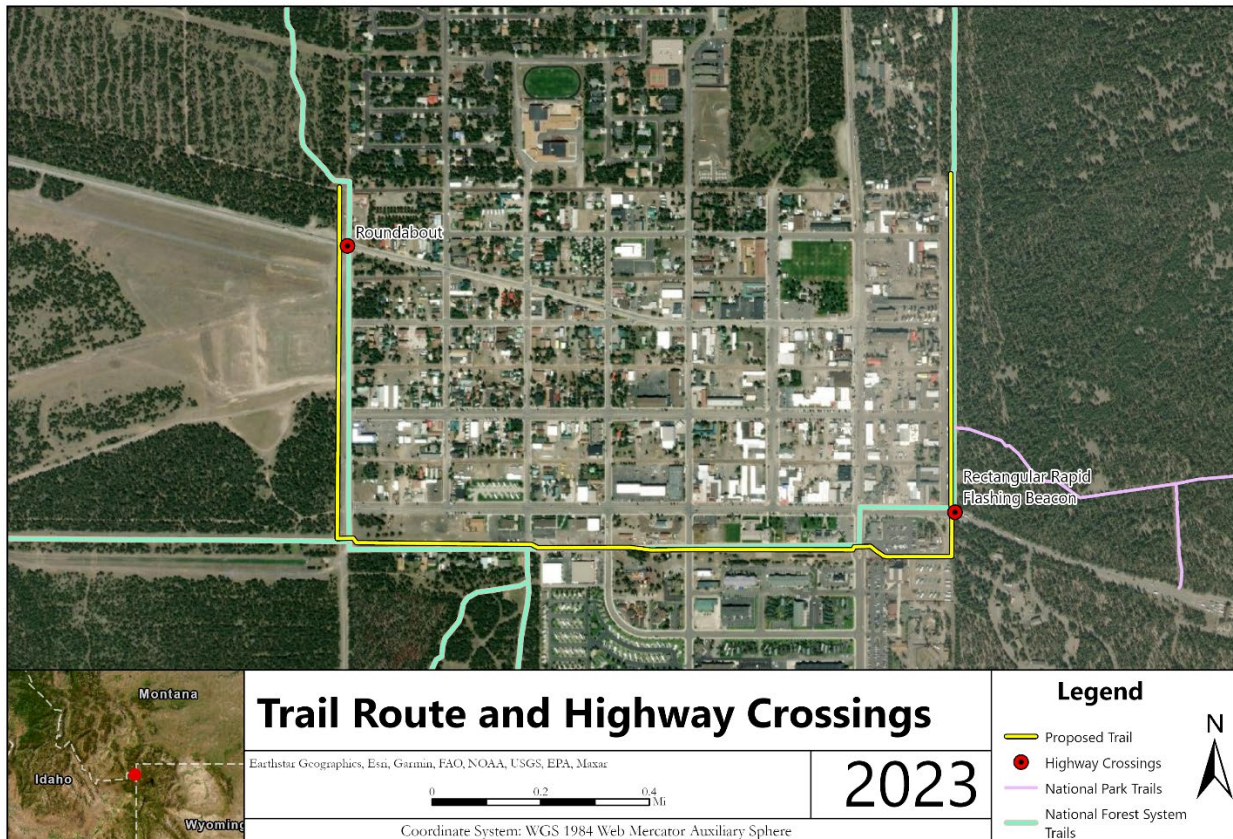 Roundabout
Rectangular Rapid
Flashing Beacon
Montana
Idaho
Wyoming
Trail Route and Highway Crossings
Earthstar Geographics, Esri, Garmin, FAO, NOAA, USGS, EPA, Maxar
0 0.2 0.4
Mi
2023
Coordinate System: WGS 1984 Web Mercator Auxiliary Sphere
Legend
Proposed Trail
Highway Crossings
National Park Trails
National Forest System
Trails
N